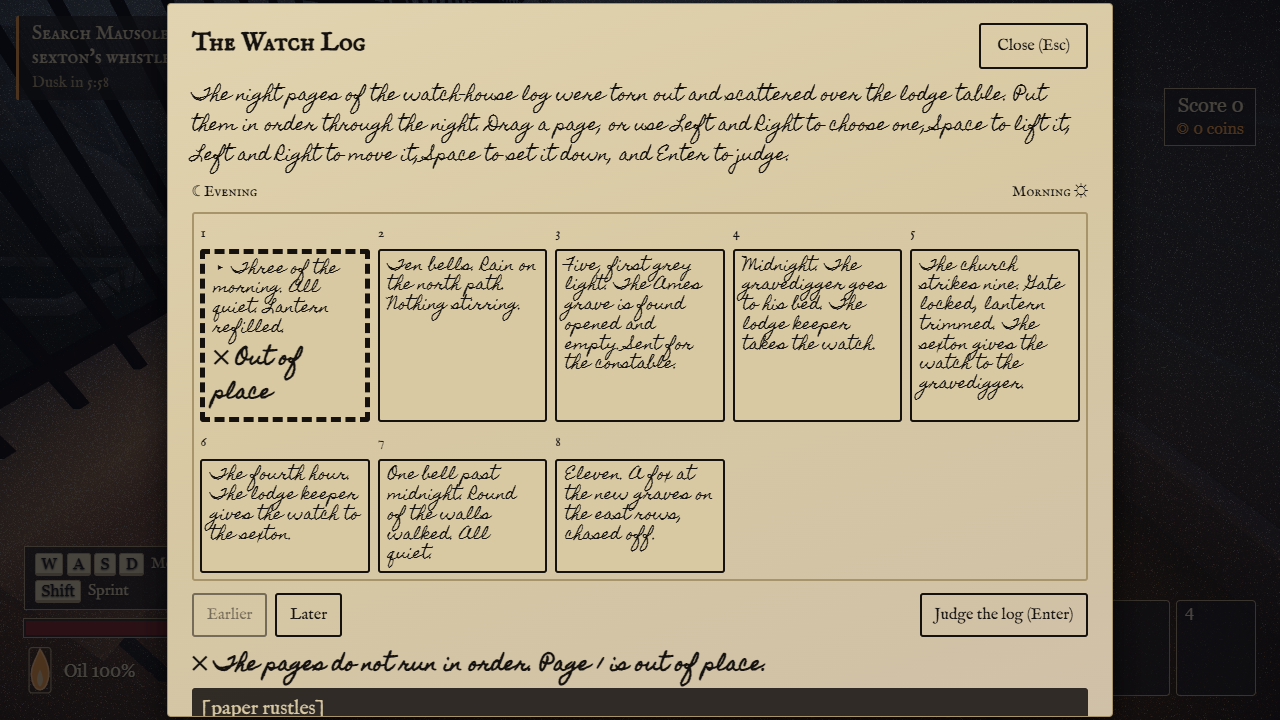 Search Mausole
sexton's whistl
Dusk in 5:58
The Watch Log
Close (Esc)
Score 0
0 coins
The night pages of the watch-house log were torn out and scattered over the lodge table. Put
them in order through the night. Drag a page, or use Left and Right to choose one, Space to lift it,
Left and Right to move it, Space to set it down, and Enter to judge.
☾ Evening
Morning ☼
1
▸ Three of the
morning. All
quiet. Lantern
refilled.
× Out of
place
2
Ten bells. Rain on
the north path.
Nothing stirring.
3
Five, first grey
light. The Ames
grave is found
opened and
empty. Sent for
the constable.
4
Midnight. The
gravedigger goes
to his bed. The
lodge keeper
takes the watch.
5
The church
strikes nine. Gate
locked, lantern
trimmed. The
sexton gives the
watch to the
gravedigger.
6
The fourth hour.
The lodge keeper
gives the watch to
the sexton.
7
One bell past
midnight. Round
of the walls
walked. All
quiet.
8
Eleven. A fox at
the new graves on
the east rows,
chased off.
W A S D
Shift Sprint
Oil 100%
4
Earlier
Later
Judge the log (Enter)
× The pages do not run in order. Page 1 is out of place.
[paper rustles]